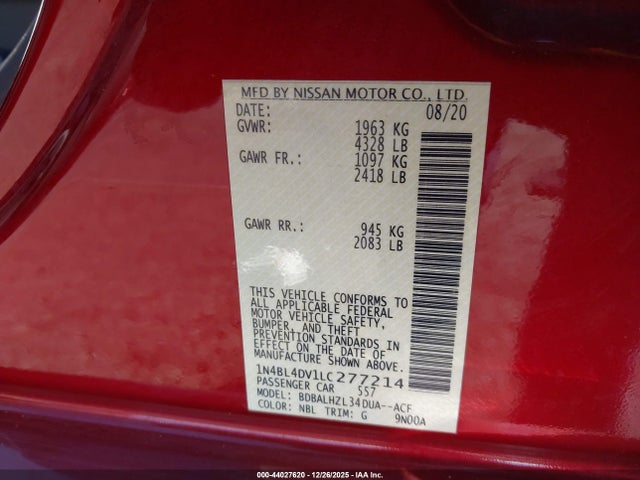 MFD BY NISSAN MOTOR CO., LTD.
DATE: 08/20
GVWR: 1963 KG
4328 LB
GAWR FR.: 1097 KG
2418 LB
GAWR RR.: 945 KG
2083 LB
THIS VEHICLE CONFORMS TO
ALL APPLICABLE FEDERAL
MOTOR VEHICLE SAFETY,
BUMPER, AND THEFT
PREVENTION STANDARDS IN
EFFECT ON THE DATE OF
MANUFACTURE SHOWN ABOVE.
1N4BL4DV1LC277214
PASSENGER CAR 5S7
MODEL: BDBALHZL34DUA--ACF
COLOR: NBL TRIM: G 9N00A
000-44027620 - 12/26/2025 - IAA Inc.